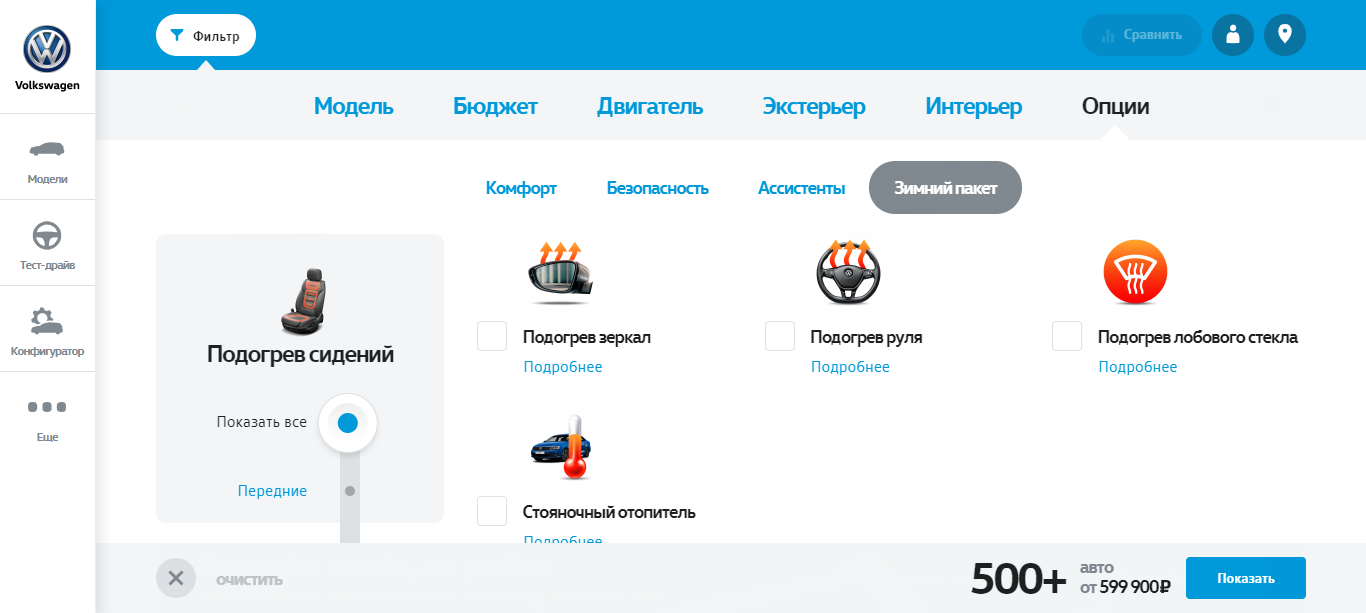 Volkswagen
Модели
Тест-драйв
Конфигуратор
Еще
Фильтр
Сравнить
Модель Бюджет Двигатель Экстерьер Интерьер Опции
Комфорт Безопасность Ассистенты Зимний пакет
Подогрев сидений
Показать все
Передние
Подогрев зеркал
Подробнее
Подогрев руля
Подробнее
Подогрев лобового стекла
Подробнее
Стояночный отопитель
Подробнее
очистить
500+
авто
от 599 900₽
Показать